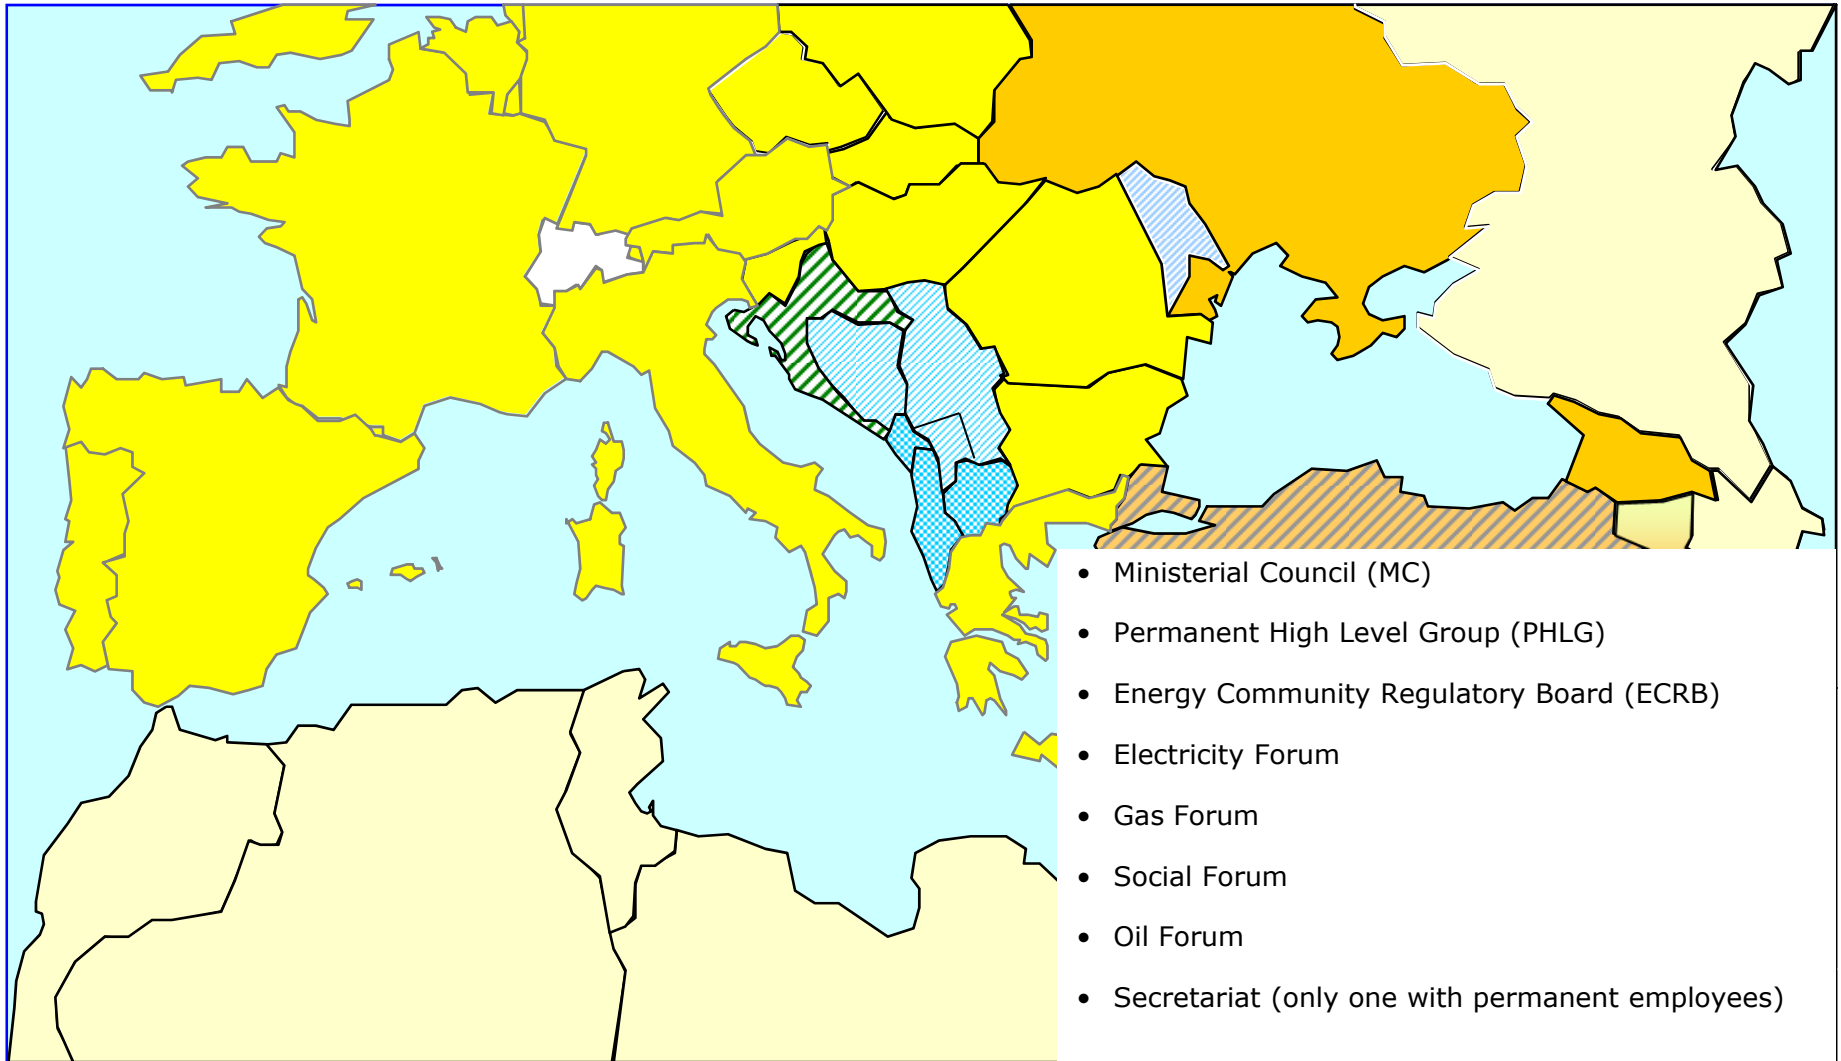 • Ministerial Council (MC)
• Permanent High Level Group (PHLG)
• Energy Community Regulatory Board (ECRB)
• Electricity Forum
• Gas Forum
• Social Forum
• Oil Forum
• Secretariat (only one with permanent employees)